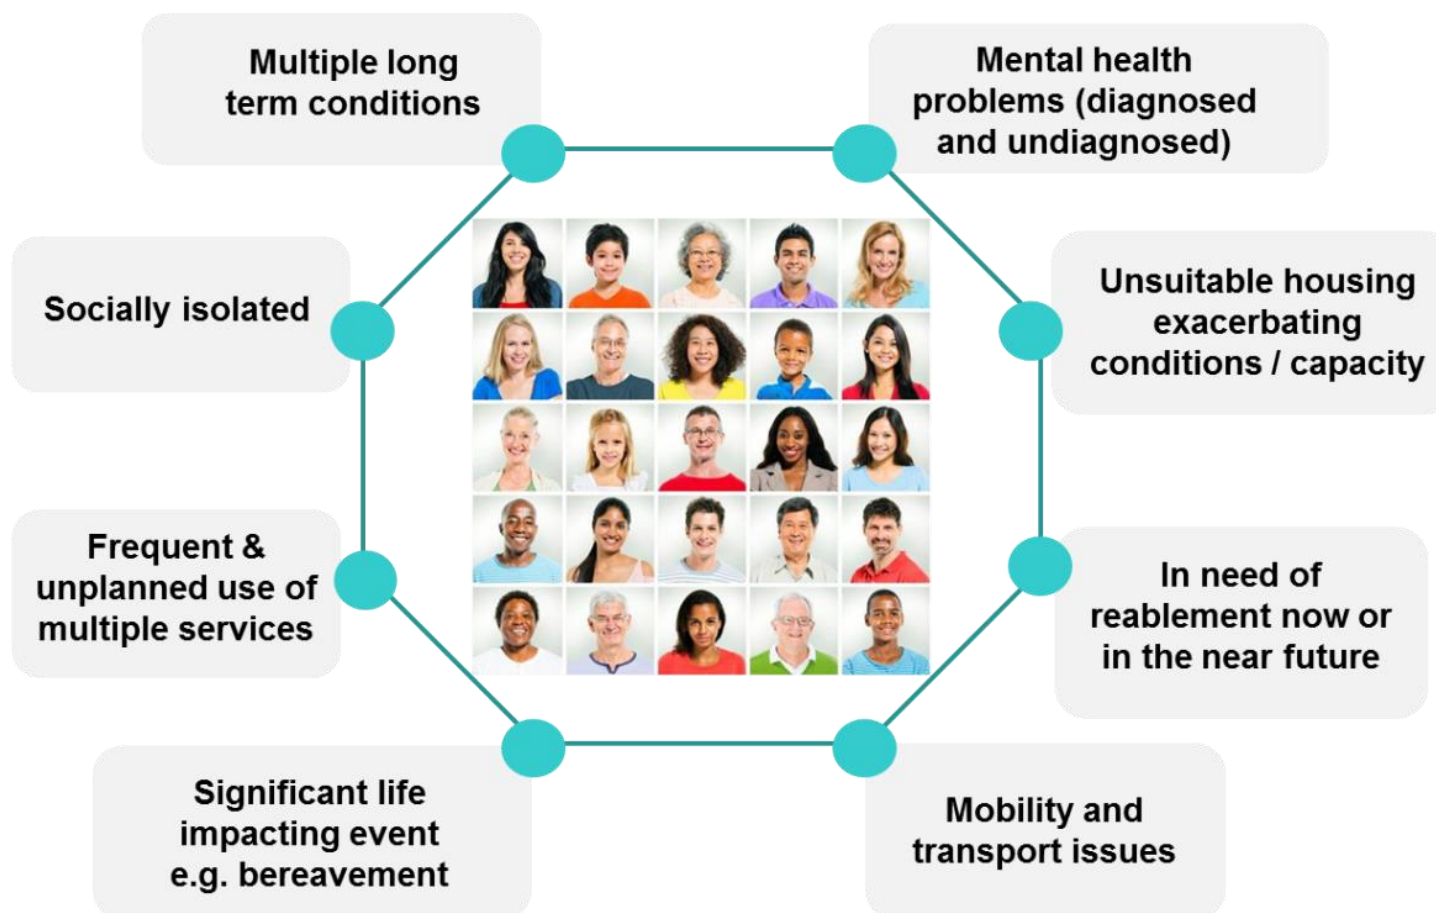 Multiple long
term conditions
Mental health
problems (diagnosed
and undiagnosed)
Socially isolated
Unsuitable housing
exacerbating
conditions / capacity
Frequent &
unplanned use of
multiple services
In need of
reablement now or
in the near future
Significant life
impacting event
e.g. bereavement
Mobility and
transport issues